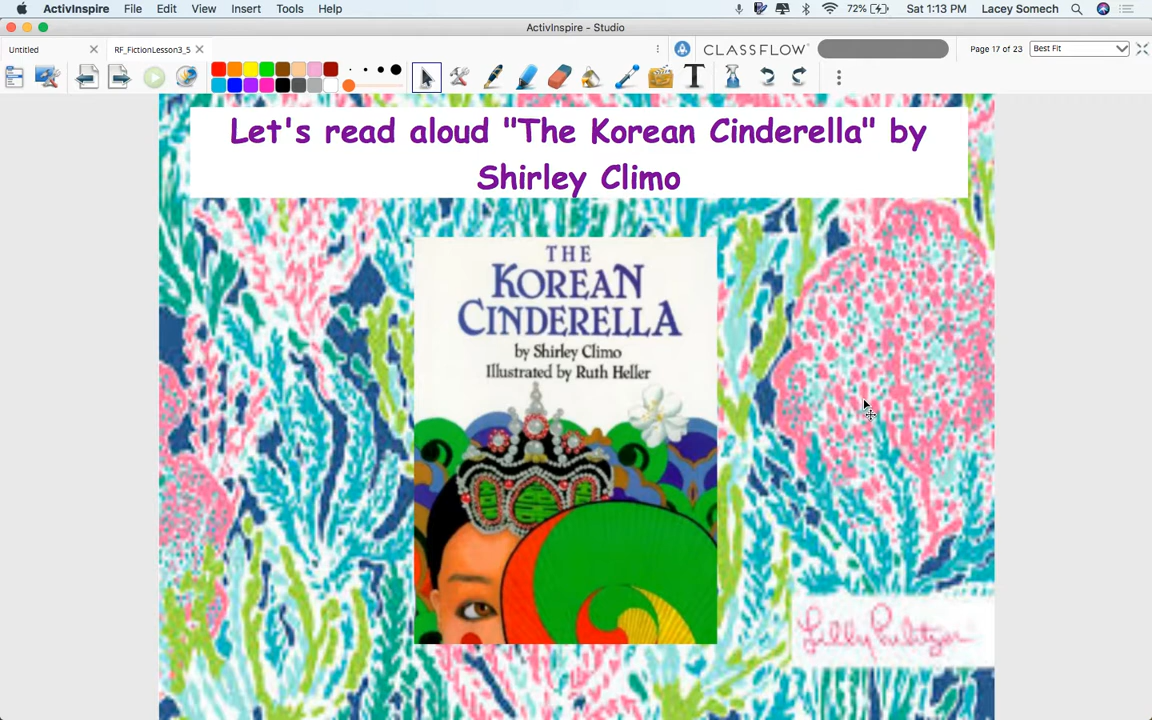 ActivInspire File Edit View Insert Tools Help 72% Sat 1:13 PM Lacey Somech
ActivInspire - Studio
Untitled RF_FictionLesson3_5 CLASSFLOW Page 17 of 23 Best Fit
Let's read aloud "The Korean Cinderella" by
Shirley Climo
THE
KOREAN
CINDERELLA
by Shirley Climo
Illustrated by Ruth Heller
Lilly Pulitzer